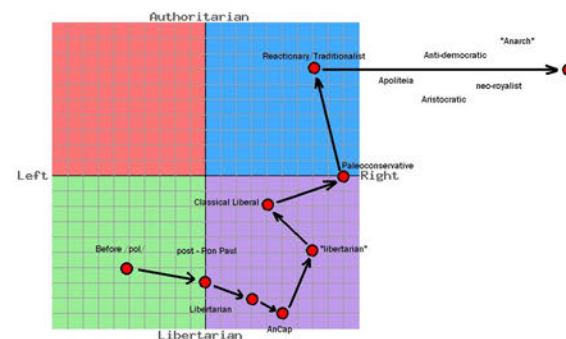 Authoritarian
"Anarch"
Reactionary/Traditionalist
Anti-democratic
Apoliteia
neo-royalist
Aristocratic
Paleoconservative
Left
Right
Classical Liberal
Before /pol/
post - Ron Paul
"libertarian"
Libertarian
AnCap
Libertarian